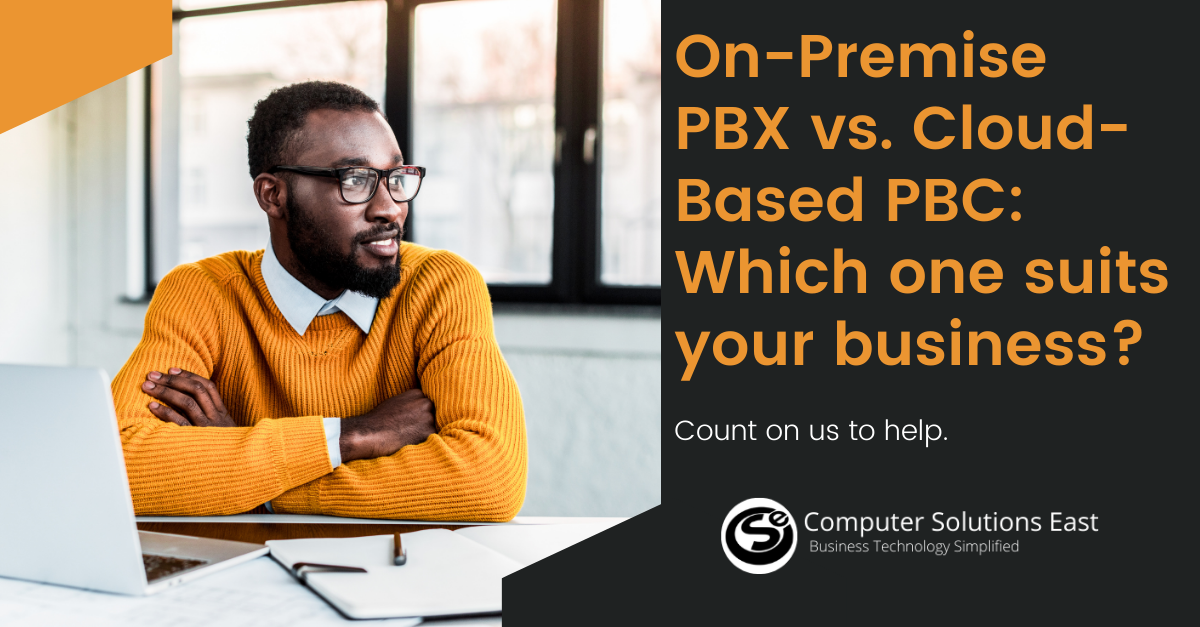 On-Premise
PBX vs. Cloud-
Based PBC:
Which one suits
your business?
Count on us to help.
CSe
Computer Solutions East
Business Technology Simplified